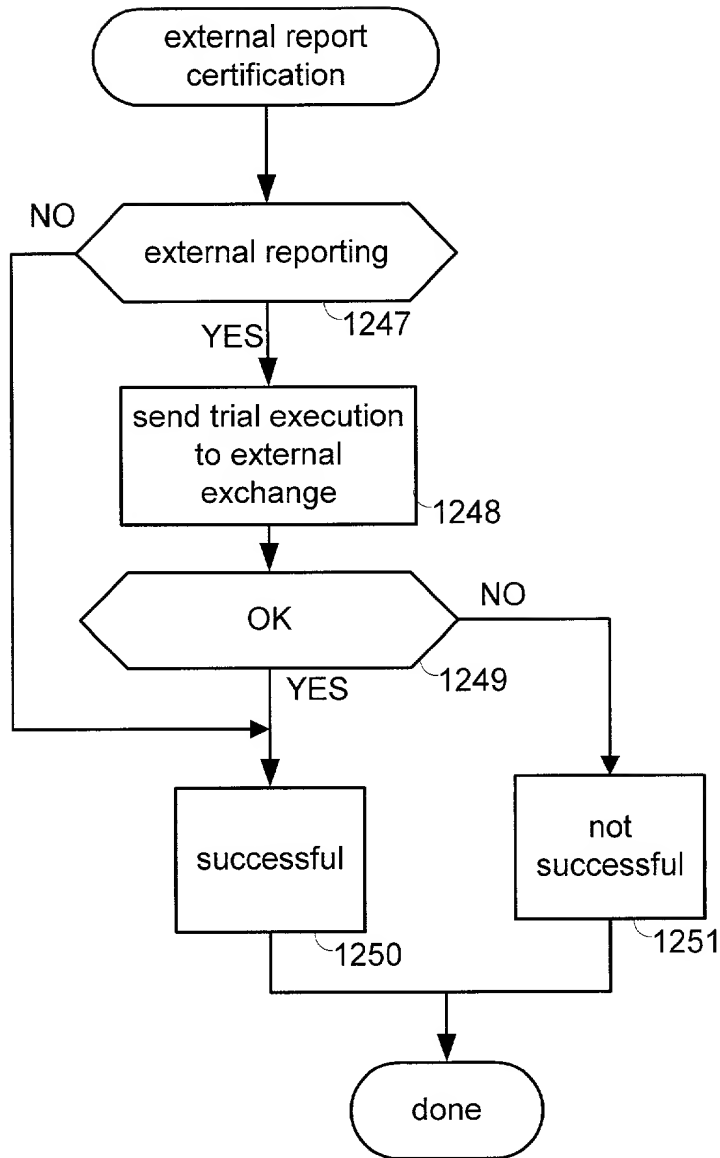 external report
certification
NO
external reporting
1247
YES
send trial execution
to external
exchange
1248
OK
NO
1249
YES
successful
1250
not
successful
1251
done